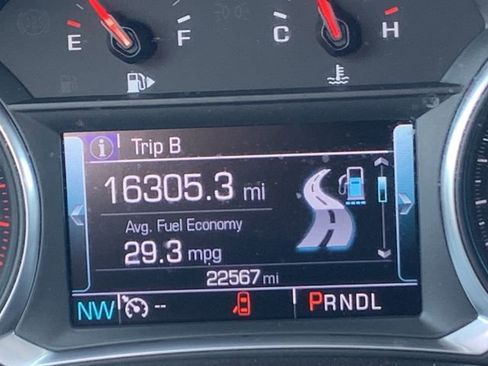 E F C H
Trip B
16305.3 mi
Avg. Fuel Economy
29.3 mpg
22567 mi
NW -- PRNDL